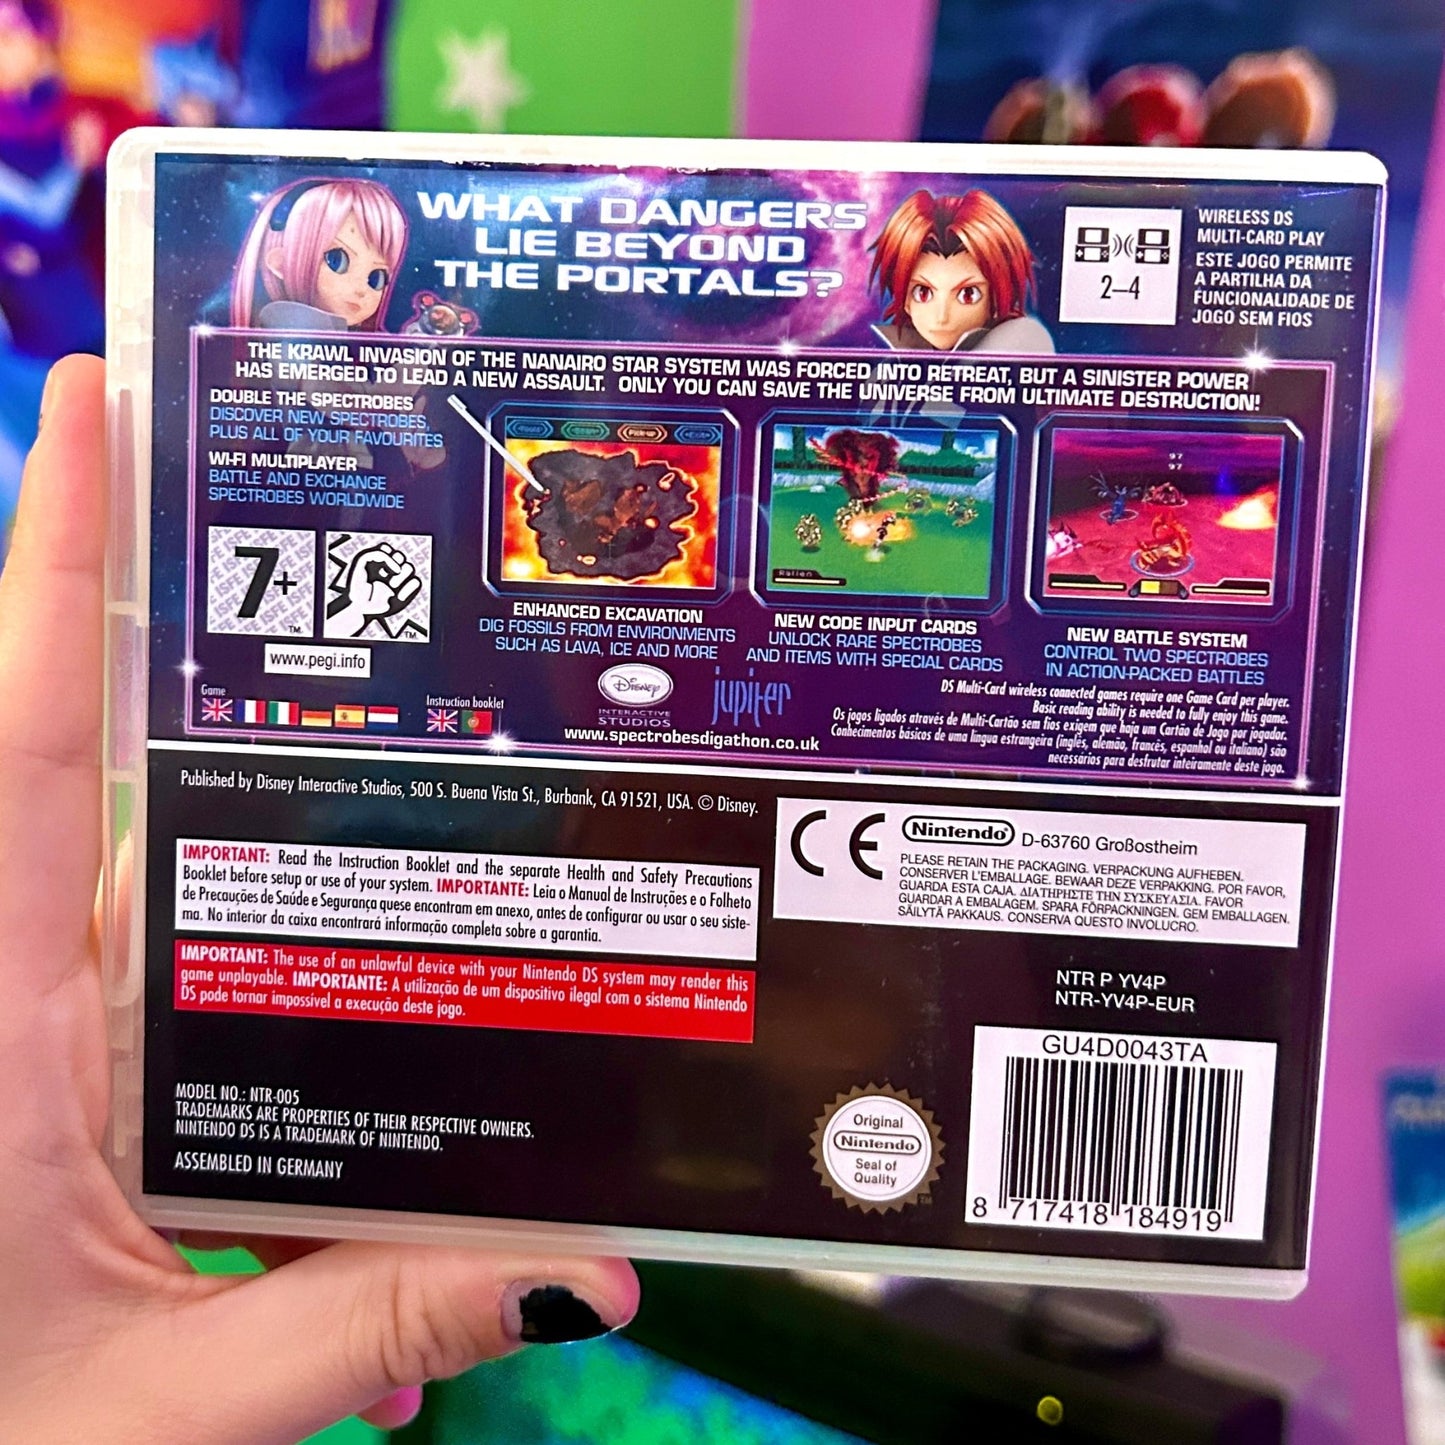 WHAT DANGERS
LIE BEYOND
THE PORTALS?
2–4
WIRELESS DS
MULTI-CARD PLAY
ESTE JOGO PERMITE
A PARTILHA DA
FUNCIONALIDADE DE
JOGO SEM FIOS
THE KRAWL INVASION OF THE NANAIRO STAR SYSTEM WAS FORCED INTO RETREAT, BUT A SINISTER POWER
HAS EMERGED TO LEAD A NEW ASSAULT. ONLY YOU CAN SAVE THE UNIVERSE FROM ULTIMATE DESTRUCTION!
DOUBLE THE SPECTROBES
DISCOVER NEW SPECTROBES,
PLUS ALL OF YOUR FAVOURITES
WI-FI MULTIPLAYER
BATTLE AND EXCHANGE
SPECTROBES WORLDWIDE
7+
TM
TM
www.pegi.info
Rallen
97
97
ENHANCED EXCAVATION
DIG FOSSILS FROM ENVIRONMENTS
SUCH AS LAVA, ICE AND MORE
NEW CODE INPUT CARDS
UNLOCK RARE SPECTROBES
AND ITEMS WITH SPECIAL CARDS
NEW BATTLE SYSTEM
CONTROL TWO SPECTROBES
IN ACTION-PACKED BATTLES
Game
Instruction booklet
Disney
INTERACTIVE
STUDIOS
jupiter
www.spectrobesdigathon.co.uk
DS Multi-Card wireless connected games require one Game Card per player.
Basic reading ability is needed to fully enjoy this game.
Os jogos ligados através de Multi-Cartão sem fios exigem que haja um Cartão de Jogo por jogador.
Conhecimentos básicos de uma língua estrangeira (inglês, alemão, francês, espanhol ou italiano) são
necessários para desfrutar inteiramente deste jogo.
Published by Disney Interactive Studios, 500 S. Buena Vista St., Burbank, CA 91521, USA. © Disney.
IMPORTANT: Read the Instruction Booklet and the separate Health and Safety Precautions
Booklet before setup or use of your system. IMPORTANTE: Leia o Manual de Instruções e o Folheto
de Precauções de Saúde e Segurança quese encontram em anexo, antes de configurar ou usar o seu siste-
ma. No interior da caixa encontrará informação completa sobre a garantia.
IMPORTANT: The use of an unlawful device with your Nintendo DS system may render this
game unplayable. IMPORTANTE: A utilização de um dispositivo ilegal com o sistema Nintendo
DS pode tornar impossível a execução deste jogo.
CE
Nintendo®
D-63760 Großostheim
PLEASE RETAIN THE PACKAGING. VERPACKUNG AUFHEBEN.
CONSERVER L'EMBALLAGE. BEWAAR DEZE VERPAKKING. POR FAVOR,
GUARDA ESTA CAJA. ΔΙΑΤΗΡΗΣΤΕ ΤΗΝ ΣΥΣΚΕΥΑΣΙΑ. FAVOR
GUARDAR A EMBALAGEM. SPARA FÖRPACKNINGEN. GEM EMBALLAGEN.
SÄILYTÄ PAKKAUS. CONSERVA QUESTO INVOLUCRO.
NTR P YV4P
NTR-YV4P-EUR
GU4D0043TA
8 717418 184919
MODEL NO.: NTR-005
TRADEMARKS ARE PROPERTIES OF THEIR RESPECTIVE OWNERS.
NINTENDO DS IS A TRADEMARK OF NINTENDO.
ASSEMBLED IN GERMANY
Original
Nintendo
Seal of
Quality
TM